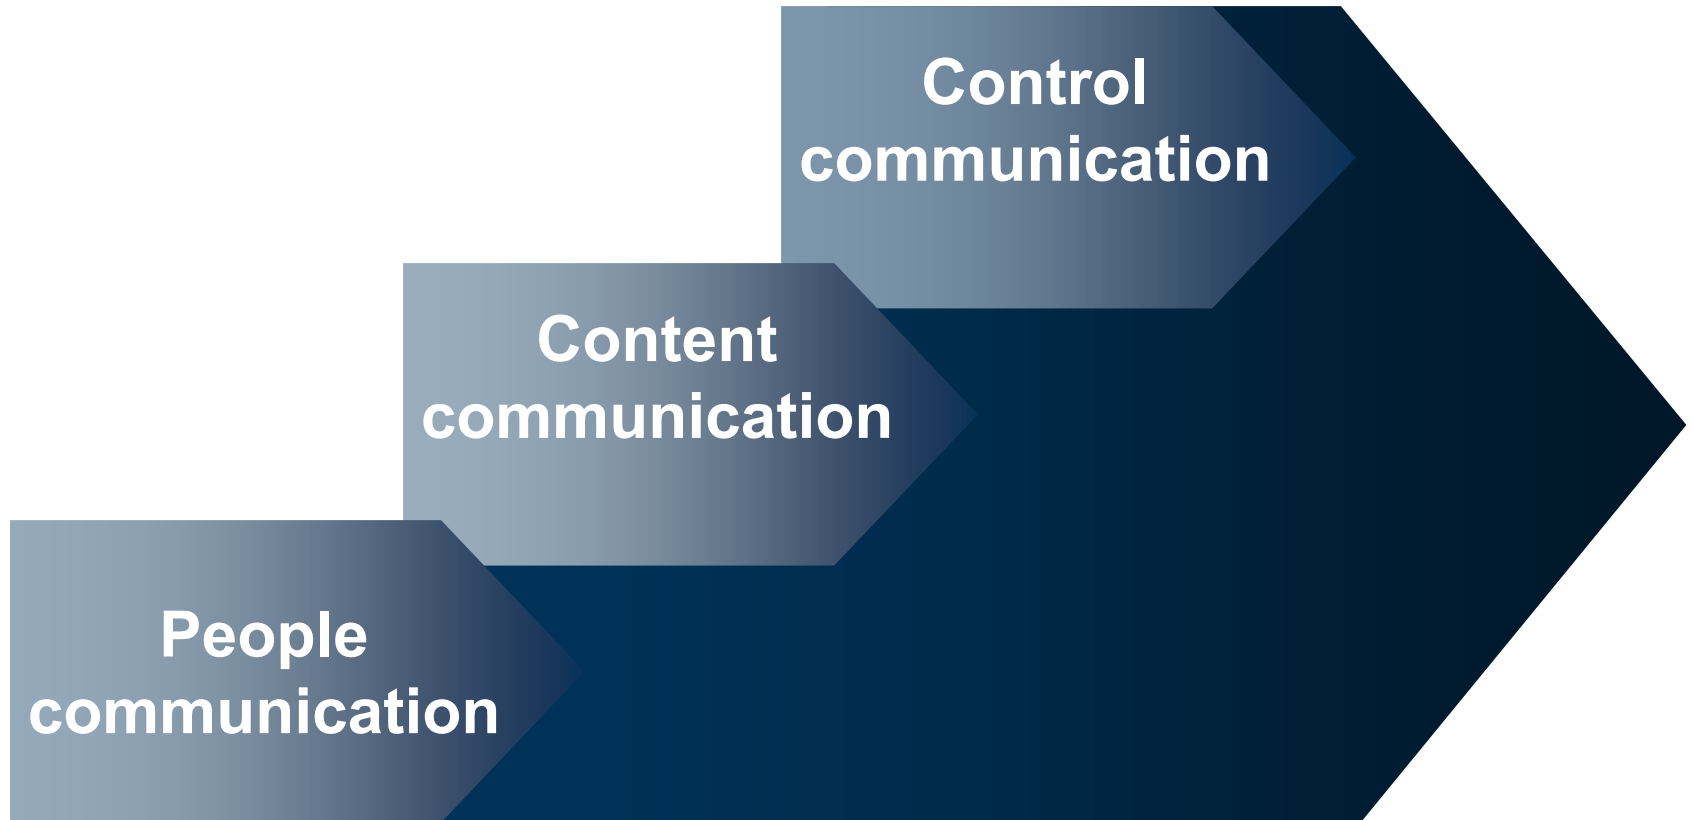 Control
communication
Content
communication
People
communication